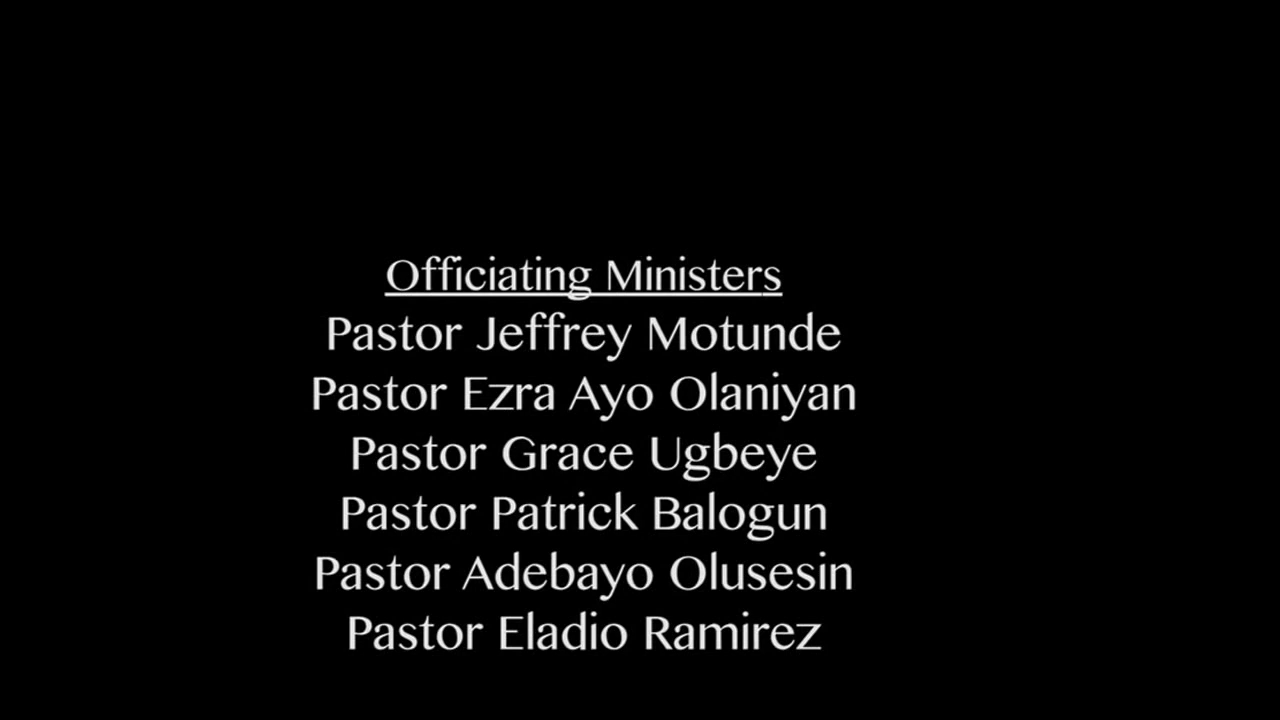 Officiating Ministers
Pastor Jeffrey Motunde
Pastor Ezra Ayo Olaniyan
Pastor Grace Ugbeye
Pastor Patrick Balogun
Pastor Adebayo Olusesin
Pastor Eladio Ramirez